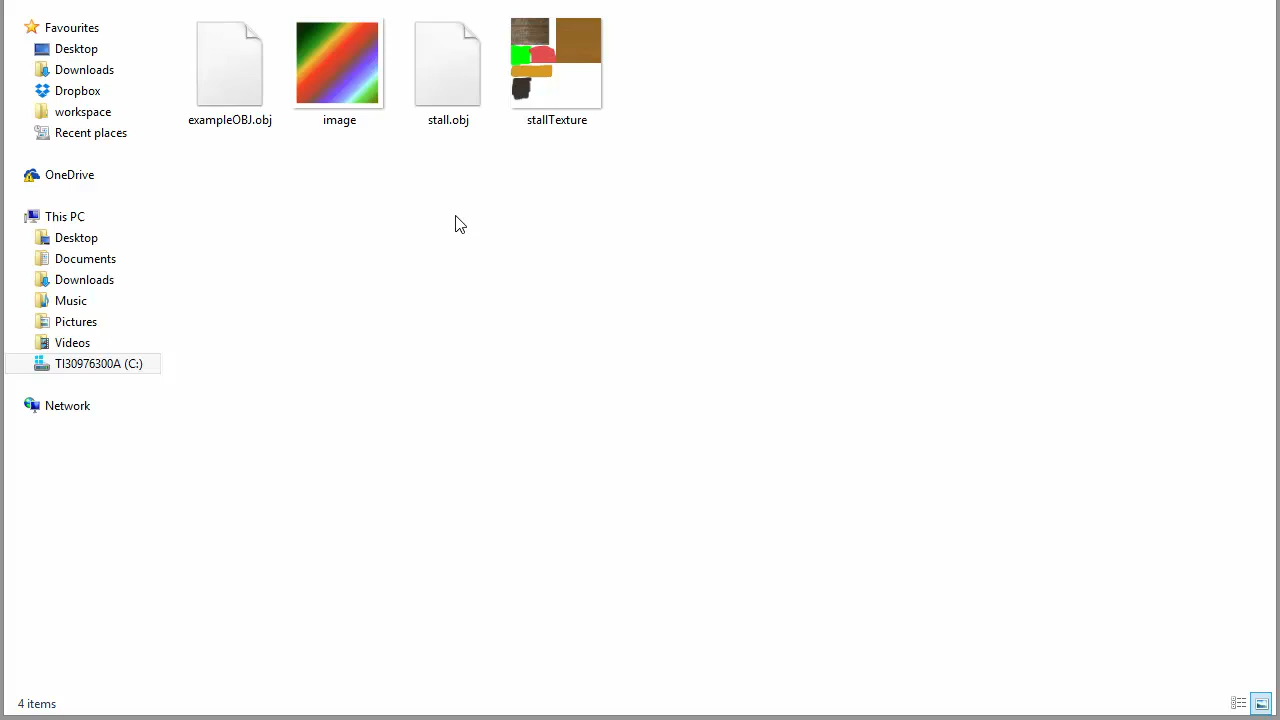 Favourites
Desktop
Downloads
Dropbox
workspace
Recent places
OneDrive
This PC
Desktop
Documents
Downloads
Music
Pictures
Videos
TI30976300A (C:)
Network
exampleOBJ.obj
image
stall.obj
stallTexture
4 items